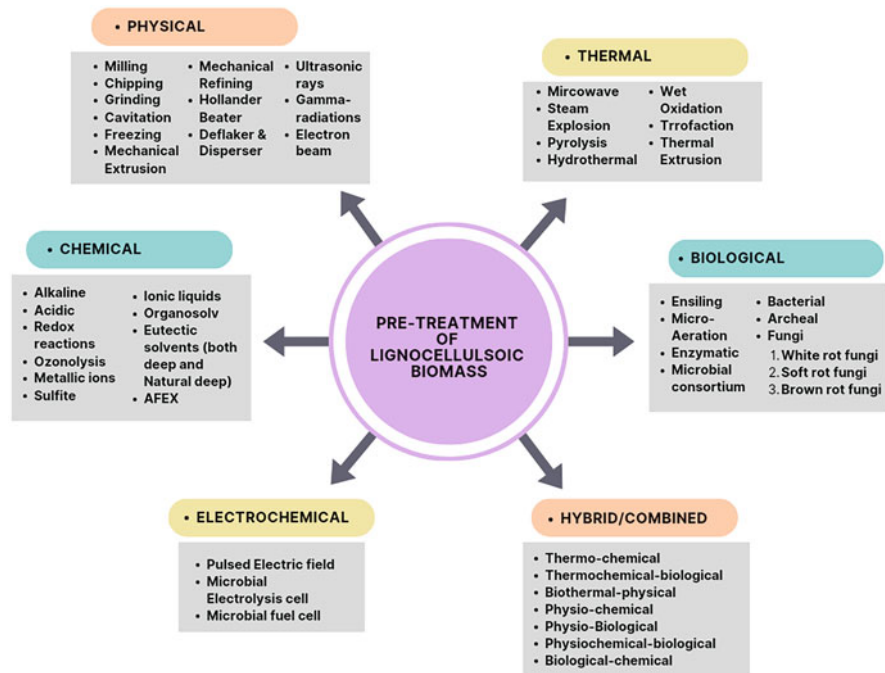 • PHYSICAL
• Milling
• Chipping
• Grinding
• Cavitation
• Freezing
• Mechanical
Extrusion
• Mechanical
Refining
• Hollander
Beater
• Deflaker &
• Disperser
• Ultrasonic
rays
• Gamma-
radiations
• Electron
beam
• THERMAL
• Mircowave
• Steam
Explosion
• Pyrolysis
• Hydrothermal
• Wet
Oxidation
• Trrofaction
• Thermal
Extrusion
• CHEMICAL
• Alkaline
• Acidic
• Redox
reactions
• Ozonolysis
• Metallic ions
• Sulfite
• Ionic liquids
• Organosolv
• Eutectic
solvents (both
deep and
Natural deep)
• AFEX
PRE-TREATMENT
OF
LIGNOCELLULSOIC
BIOMASS
• BIOLOGICAL
• Ensiling
• Micro-
Aeration
• Enzymatic
• Microbial
consortium
• Bacterial
• Archeal
• Fungi
1. White rot fungi
2. Soft rot fungi
3. Brown rot fungi
• ELECTROCHEMICAL
• Pulsed Electric field
• Microbial
Electrolysis cell
• Microbial fuel cell
• HYBRID/COMBINED
• Thermo-chemical
• Thermochemical-biological
• Biothermal-physical
• Physio-chemical
• Physio-Biological
• Physiochemical-biological
• Biological-chemical